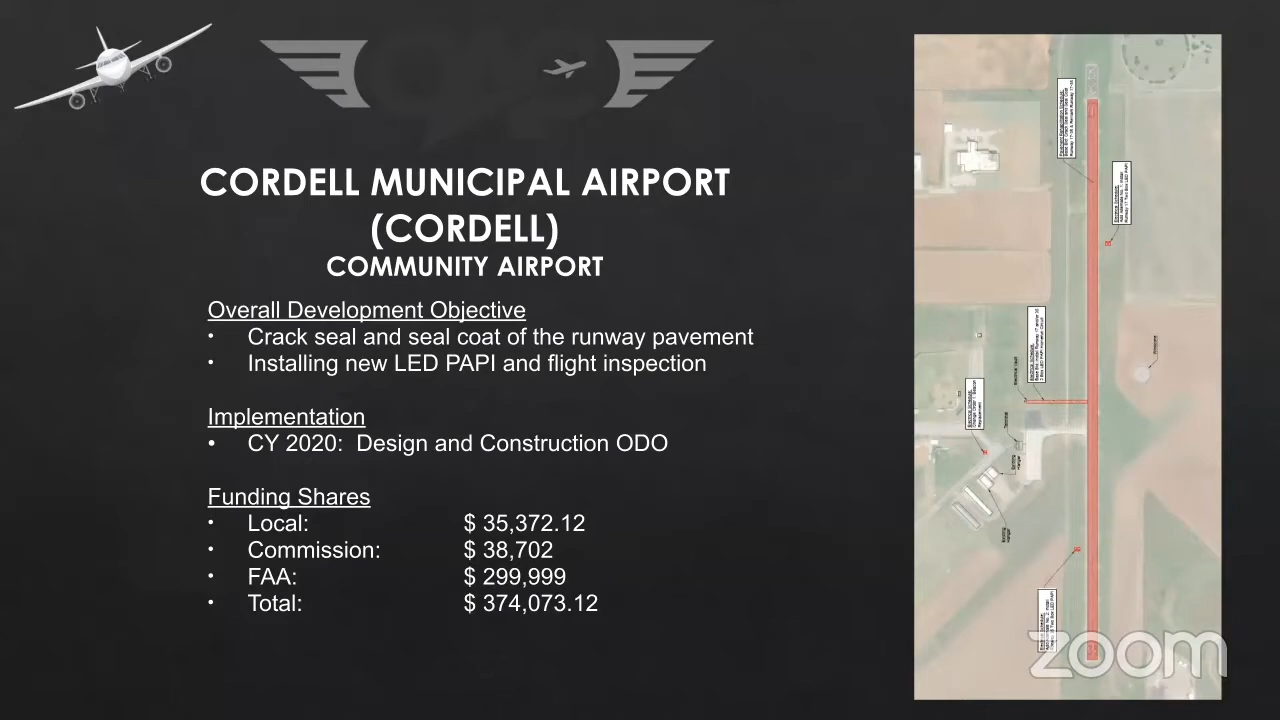 CORDELL MUNICIPAL AIRPORT
(CORDELL)
COMMUNITY AIRPORT
Overall Development Objective
• Crack seal and seal coat of the runway pavement
• Installing new LED PAPI and flight inspection
Implementation
• CY 2020: Design and Construction ODO
Funding Shares
• Local: $ 35,372.12
• Commission: $ 38,702
• FAA: $ 299,999
• Total: $ 374,073.12
zoom